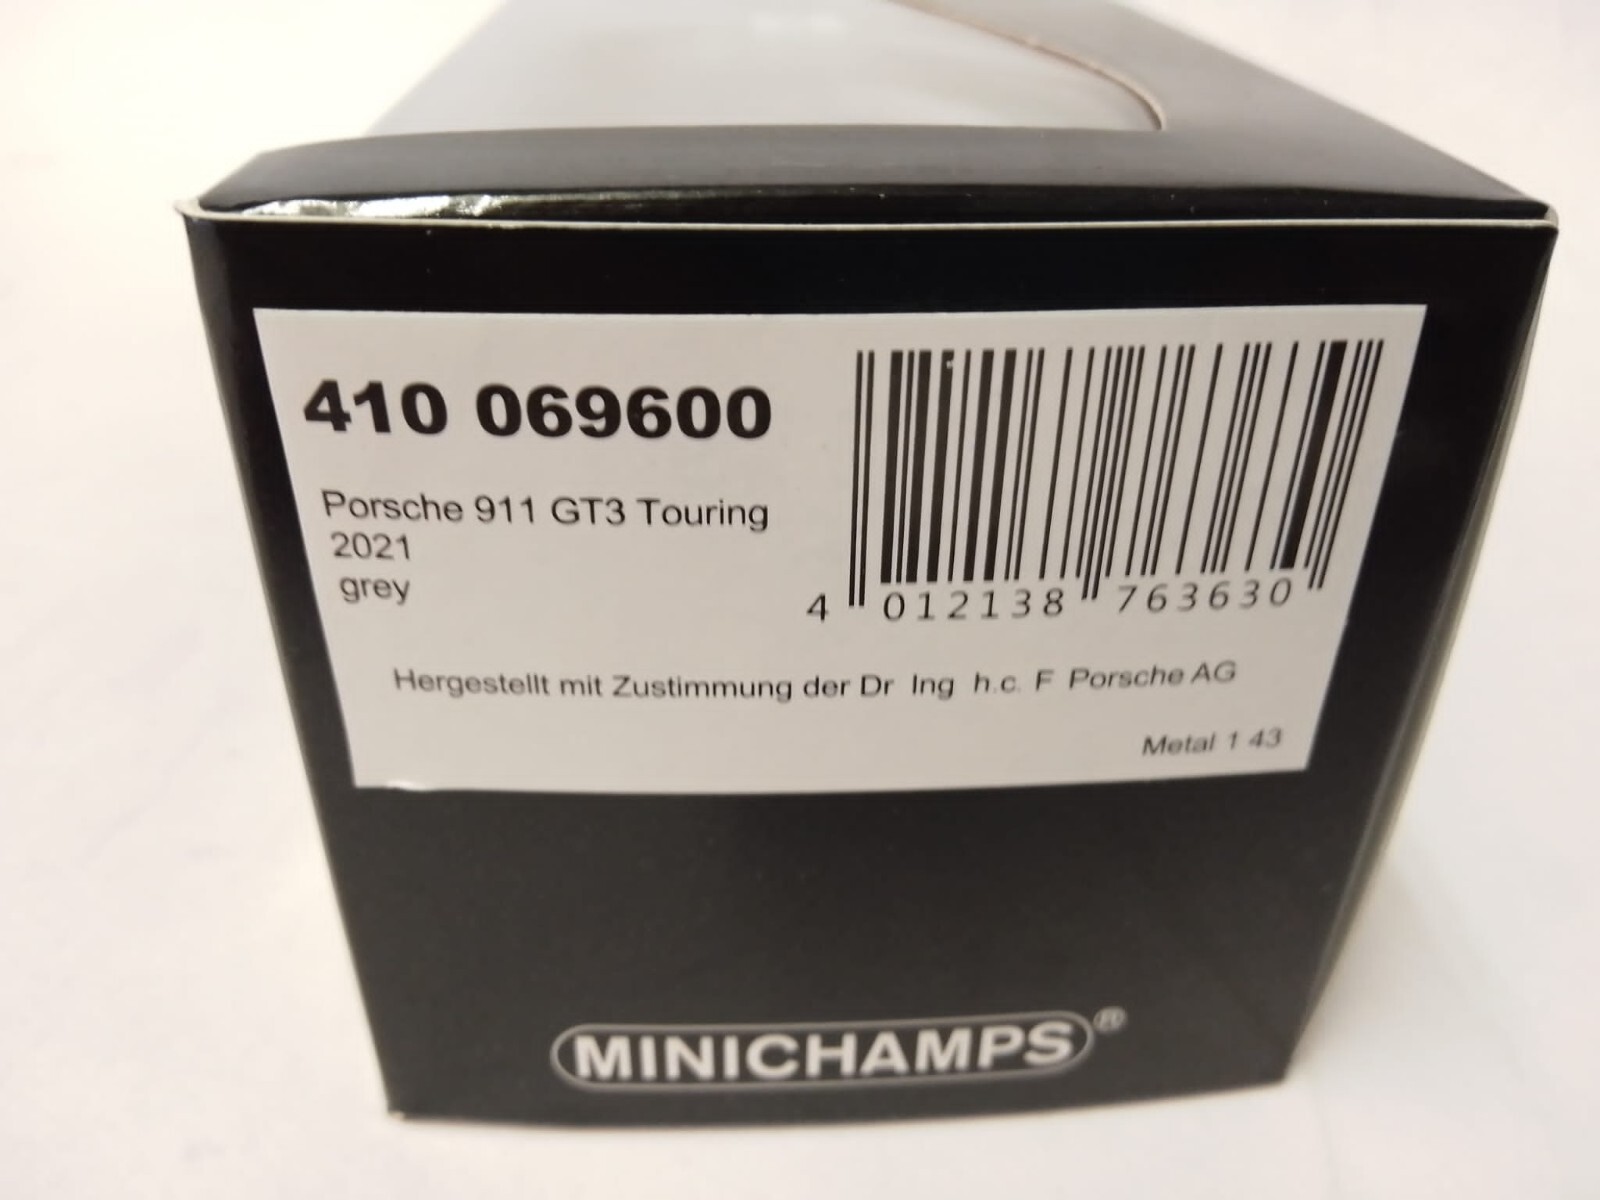 410 069600
Porsche 911 GT3 Touring
2021
grey
4 012138 763630
Hergestellt mit Zustimmung der Dr Ing h.c. F Porsche AG
Metal 1 43
MINICHAMPS®